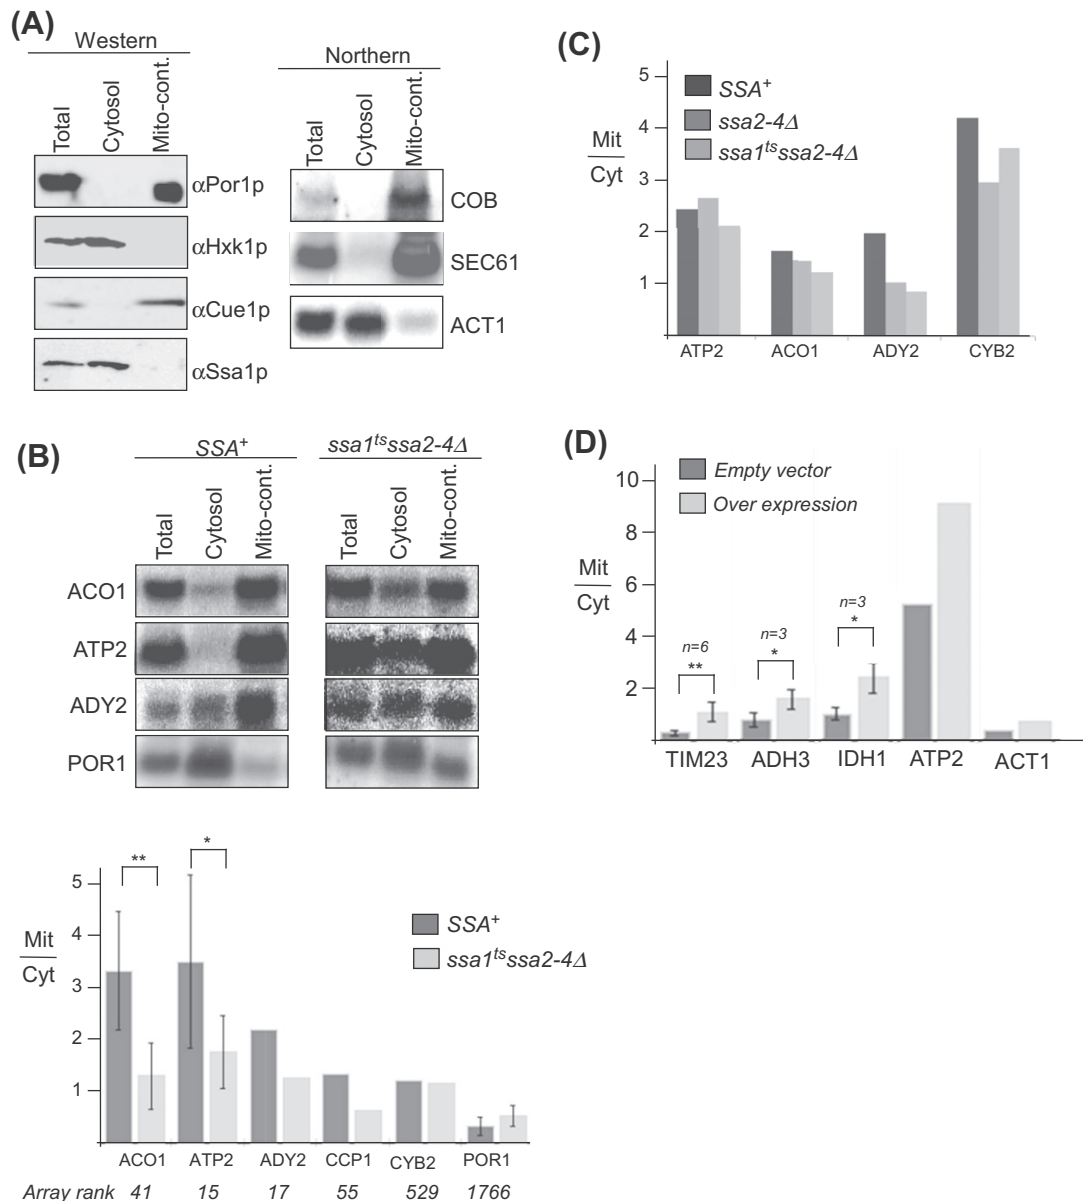 (A)
Western
Total
Cytosol
Mito-cont.
αPor1p
αHxk1p
αCue1p
αSsa1p
Northern
Total
Cytosol
Mito-cont.
COB
SEC61
ACT1
(B)
SSA⁺
ssa1ᵗˢssa2-4Δ
Total
Cytosol
Mito-cont.
Total
Cytosol
Mito-cont.
ACO1
ATP2
ADY2
POR1
Mit
Cyt
5
4
3
2
1
**
*
SSA⁺
ssa1ᵗˢssa2-4Δ
ACO1 ATP2 ADY2 CCP1 CYB2 POR1
Array rank 41 15 17 55 529 1766
(C)
Mit
Cyt
5
4
3
2
1
SSA⁺
ssa2-4Δ
ssa1ᵗˢssa2-4Δ
ATP2 ACO1 ADY2 CYB2
(D)
Mit
Cyt
10
8
6
4
2
Empty vector
Over expression
n=6
**
n=3
*
n=3
*
TIM23 ADH3 IDH1 ATP2 ACT1